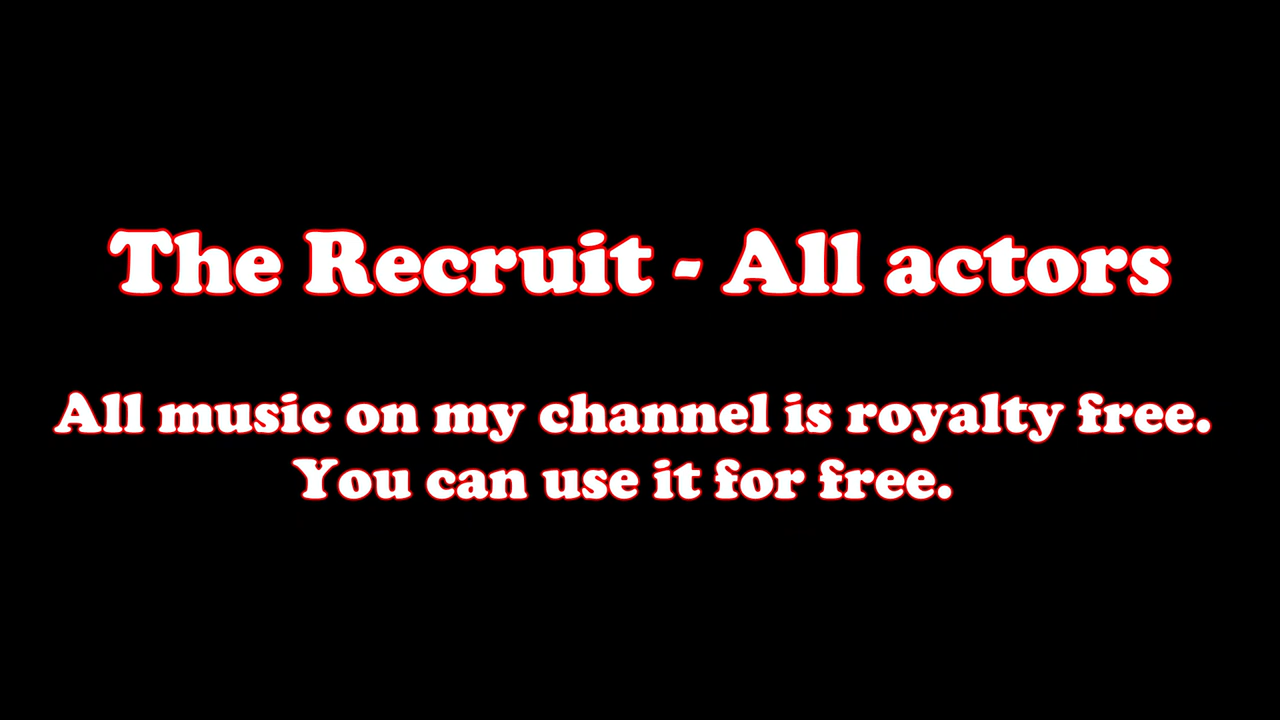 The Recruit - All actors
All music on my channel is royalty free.
You can use it for free.